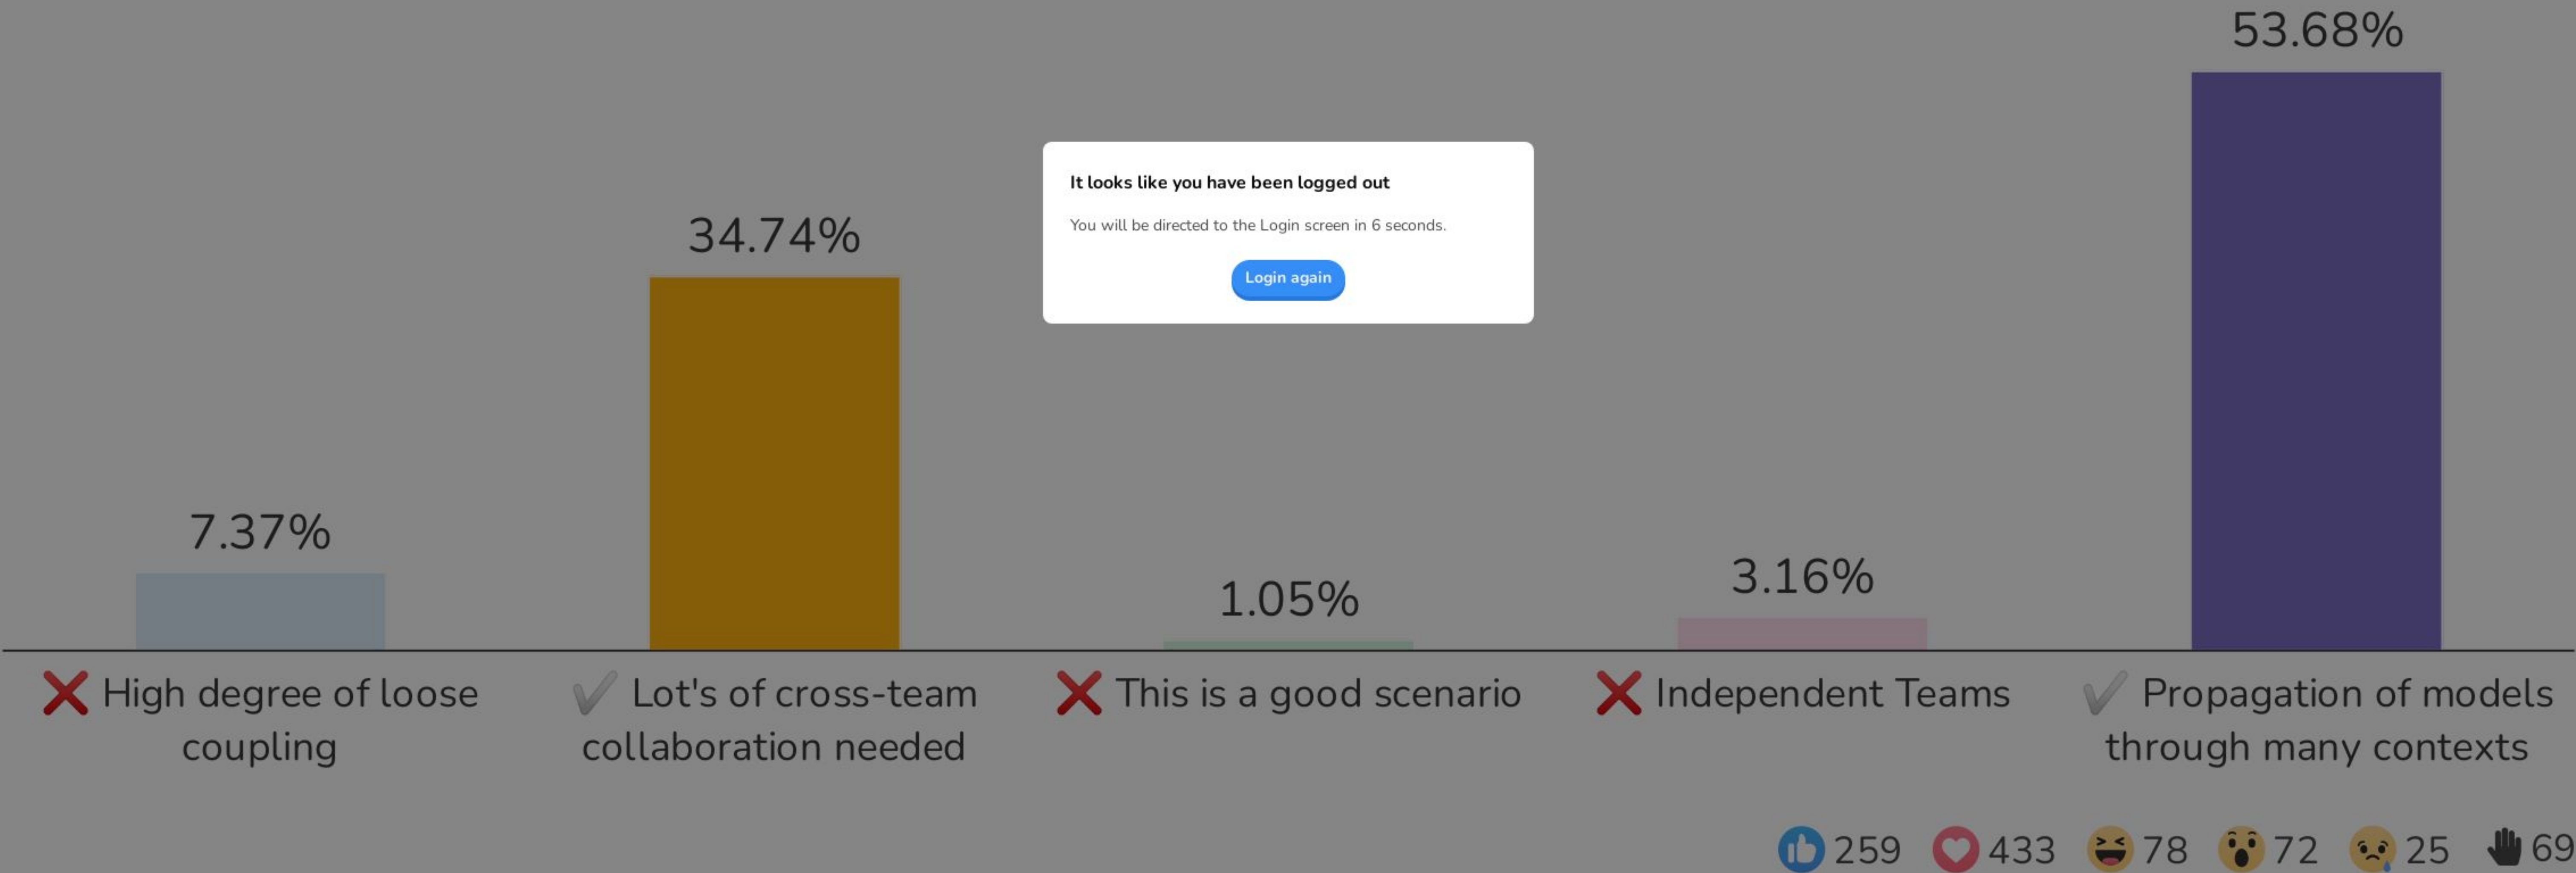 53.68%
It looks like you have been logged out
34.74%
You will be directed to the Login screen in 6 seconds.
Login again
7.37%
1.05%
3.16%
❌ High degree of loose
coupling
✔ Lot's of cross-team
collaboration needed
❌ This is a good scenario
❌ Independent Teams
✔ Propagation of models
through many contexts
259 433 78 72 25 69